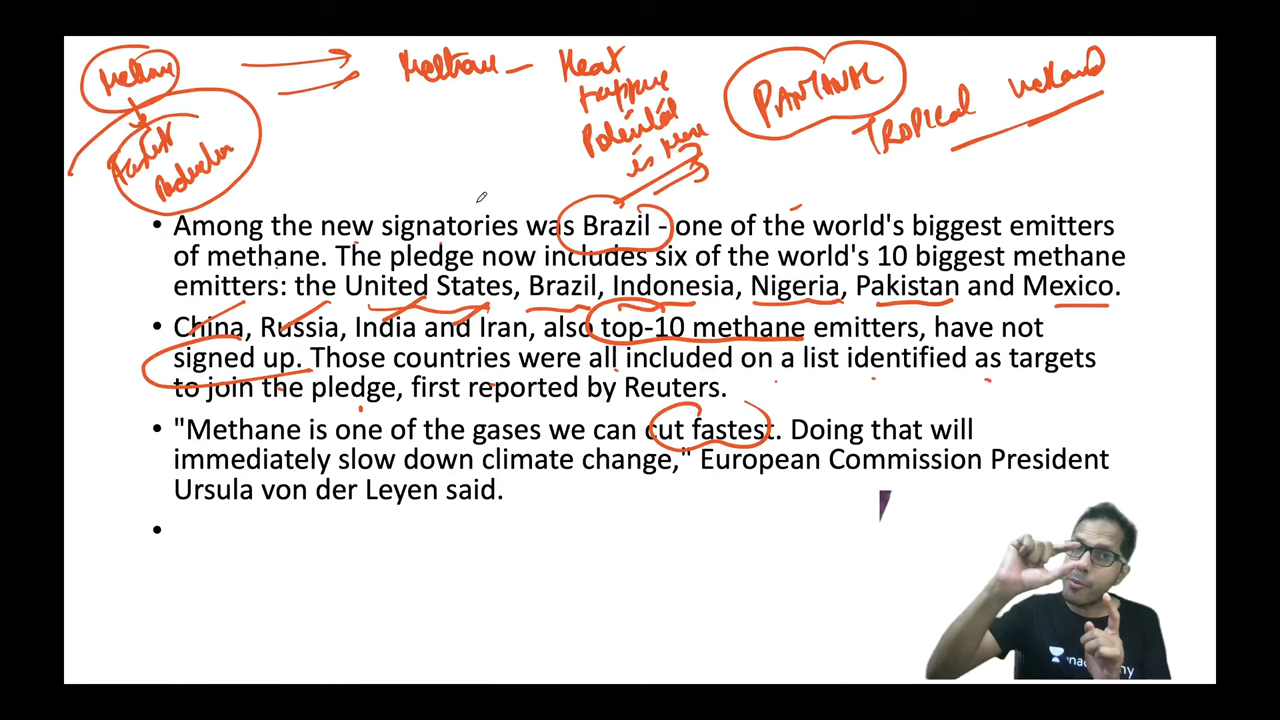 Methane
Methane – Heat
trapping
Potential
is more
PANTANAL
TROPICAL wetland
Fastest
Reduction
• Among the new signatories was Brazil - one of the world's biggest emitters
of methane. The pledge now includes six of the world's 10 biggest methane
emitters: the United States, Brazil, Indonesia, Nigeria, Pakistan and Mexico.
• China, Russia, India and Iran, also top-10 methane emitters, have not
signed up. Those countries were all included on a list identified as targets
to join the pledge, first reported by Reuters.
• "Methane is one of the gases we can cut fastest. Doing that will
immediately slow down climate change," European Commission President
Ursula von der Leyen said.
•